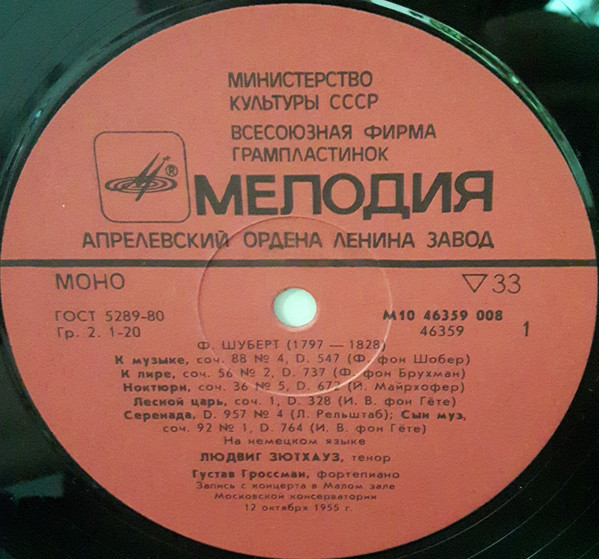 МИНИСТЕРСТВО
КУЛЬТУРЫ СССР
ВСЕСОЮЗНАЯ ФИРМА
ГРАМПЛАСТИНОК
® МЕЛОДИЯ
АПРЕЛЕВСКИЙ ОРДЕНА ЛЕНИНА ЗАВОД
МОНО ▽33
ГОСТ 5289-80 М10 46359 008
Гр. 2. 1-20 46359 1
Ф. ШУБЕРТ (1797 — 1828)
К музыке, соч. 88 № 4, D. 547 (Ф. фон Шобер)
К лире, соч. 56 № 2, D. 737 (Ф. фон Брухман)
Ноктюрн, соч. 36 № 5, D. 672 (И. Майрхофер)
Лесной царь, соч. 1, D. 328 (И. В. фон Гёте)
Серенада, D. 957 № 4 (Л. Рельштаб); Сын муз,
соч. 92 № 1, D. 764 (И. В. фон Гёте)
На немецком языке
ЛЮДВИГ ЗЮТХАУЗ, тенор
Густав Гроссман, фортепиано
Запись с концерта в Малом зале
Московской консерватории
12 октября 1955 г.